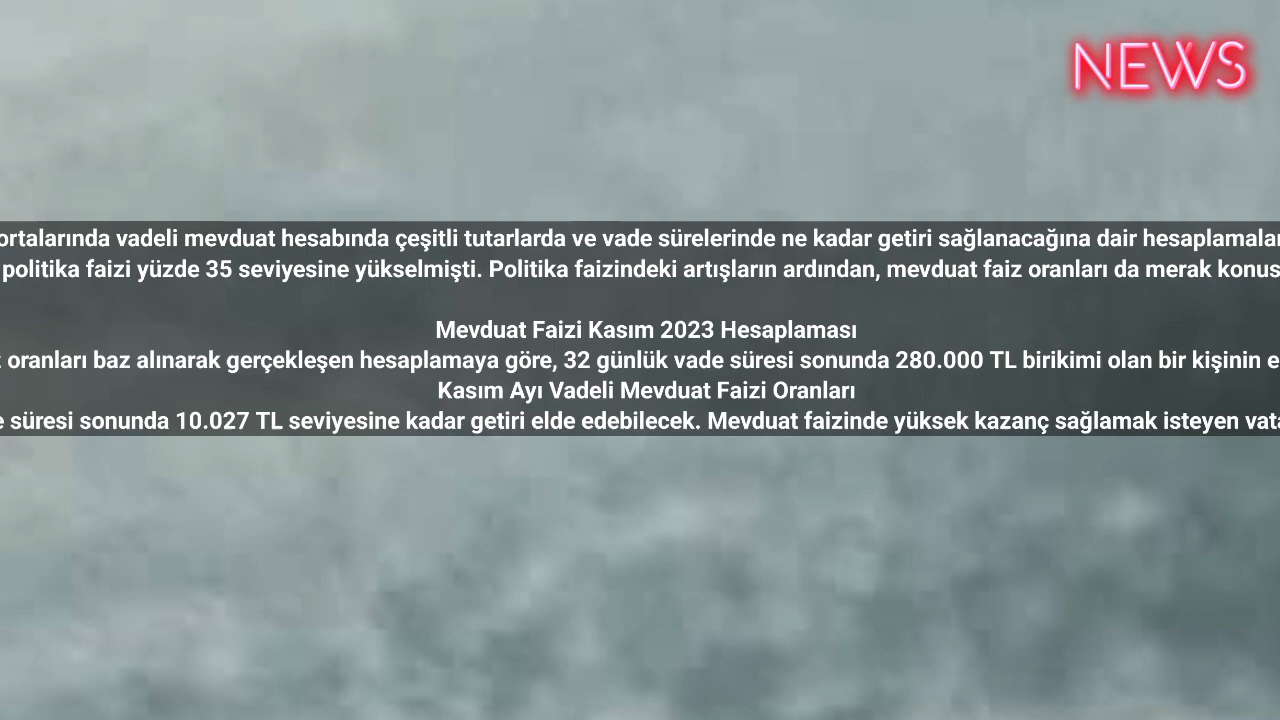 NEWS
ortalarında vadeli mevduat hesabında çeşitli tutarlarda ve vade sürelerinde ne kadar getiri sağlanacağına dair hesaplamalar
politika faizi yüzde 35 seviyesine yükselmişti. Politika faizindeki artışların ardından, mevduat faiz oranları da merak konus
Mevduat Faizi Kasım 2023 Hesaplaması
oranları baz alınarak gerçekleşen hesaplamaya göre, 32 günlük vade süresi sonunda 280.000 TL birikimi olan bir kişinin e
Kasım Ayı Vadeli Mevduat Faizi Oranları
e süresi sonunda 10.027 TL seviyesine kadar getiri elde edebilecek. Mevduat faizinde yüksek kazanç sağlamak isteyen vata